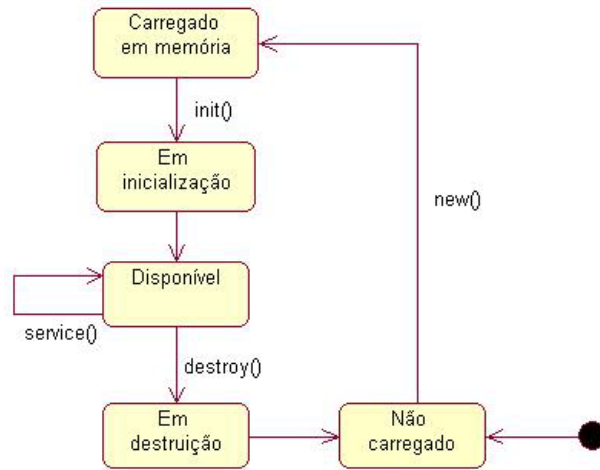 Carregado
em memória
init()
Em
inicialização
new()
Disponível
service()
destroy()
Em
destruição
Não
carregado